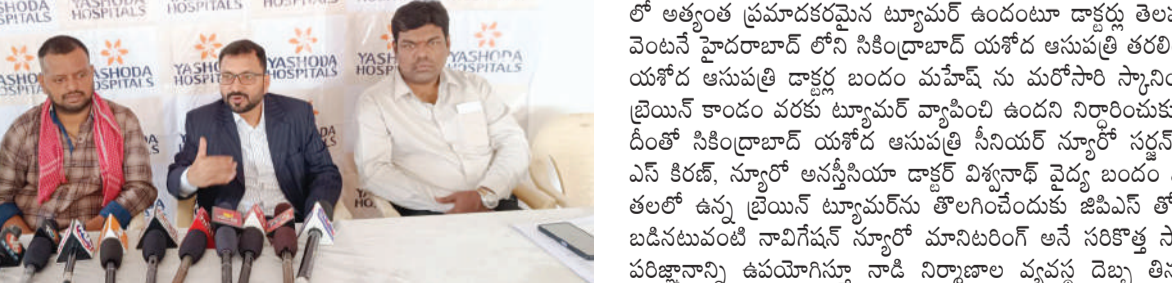 YASHODA
HOSPITALS
YASHODA
HOSPITALS
YASHODA
HOSPITALS
YASHODA
HOSPITALS
లో అత్యంత ప్రమాదకరమైన ట్యూమర్ ఉందంటూ డాక్టర్లు
వెంటనే హైదరాబాద్ లోని సికింద్రాబాద్ యశోద ఆసుపత్రి
యశోద ఆసుపత్రి డాక్టర్ల బందం మహేష్ ను మరోసారి
బ్రెయిన్ కాండం వరకు ట్యూమర్ వ్యాపించి ఉందని
దీంతో సికింద్రాబాద్ యశోద ఆసుపత్రి సీనియర్ న్యూరో సర్జన్
ఎస్ కిరణ్, న్యూరో అనస్తీసియా డాక్టర్ విశ్వనాథ్ వైద్య బందం
తలలో ఉన్న బ్రెయిన్ ట్యూమర్‌ను తొలగించేందుకు జిపిఎస్
బడినటువంటి నావిగేషన్ న్యూరో మానిటరింగ్ అనే సరికొత్త
పరిజ్ఞానాన్ని ఉపయోగిస్తూ నాడి నిర్మాణాల వ్యవస్థ దెబ్బ